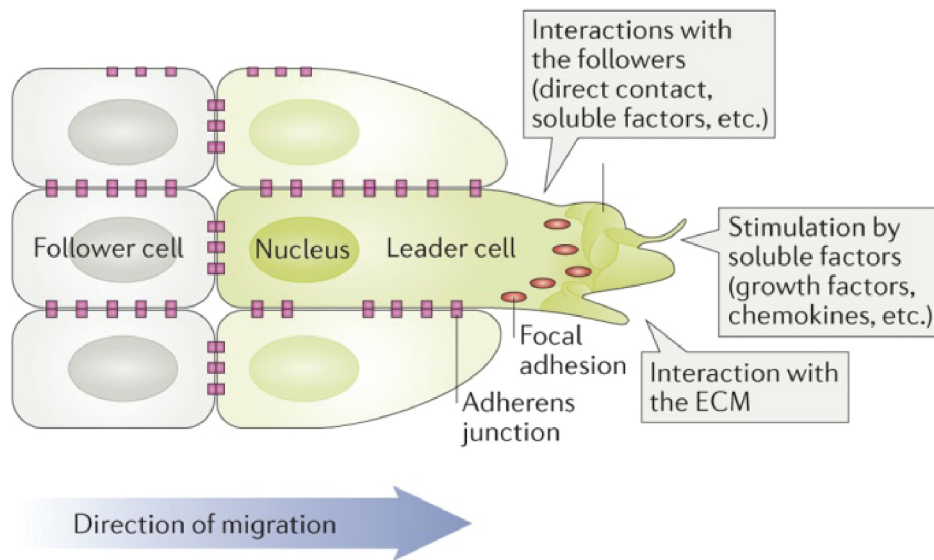 Interactions with
the followers
(direct contact,
soluble factors, etc.)
Follower cell
Nucleus
Leader cell
Stimulation by
soluble factors
(growth factors,
chemokines, etc.)
Focal
adhesion
Interaction with
the ECM
Adherens
junction
Direction of migration